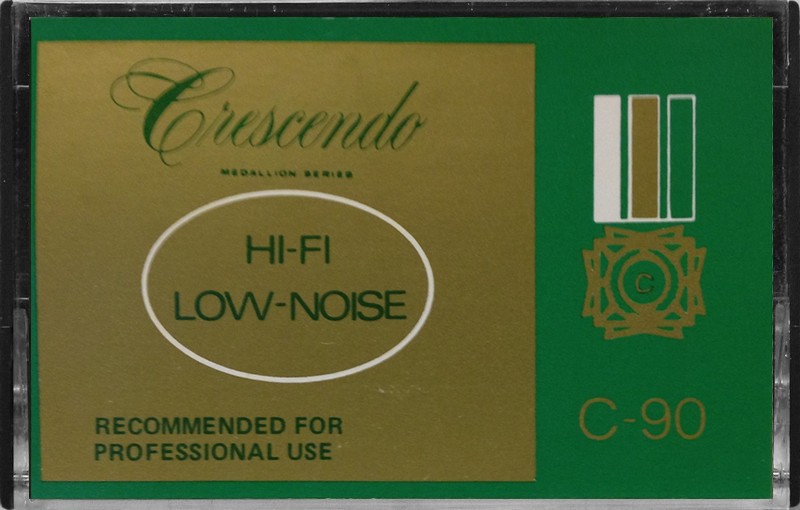 Crescendo
MEDALLION SERIES
HI-FI
LOW-NOISE
RECOMMENDED FOR
PROFESSIONAL USE
C
C-90